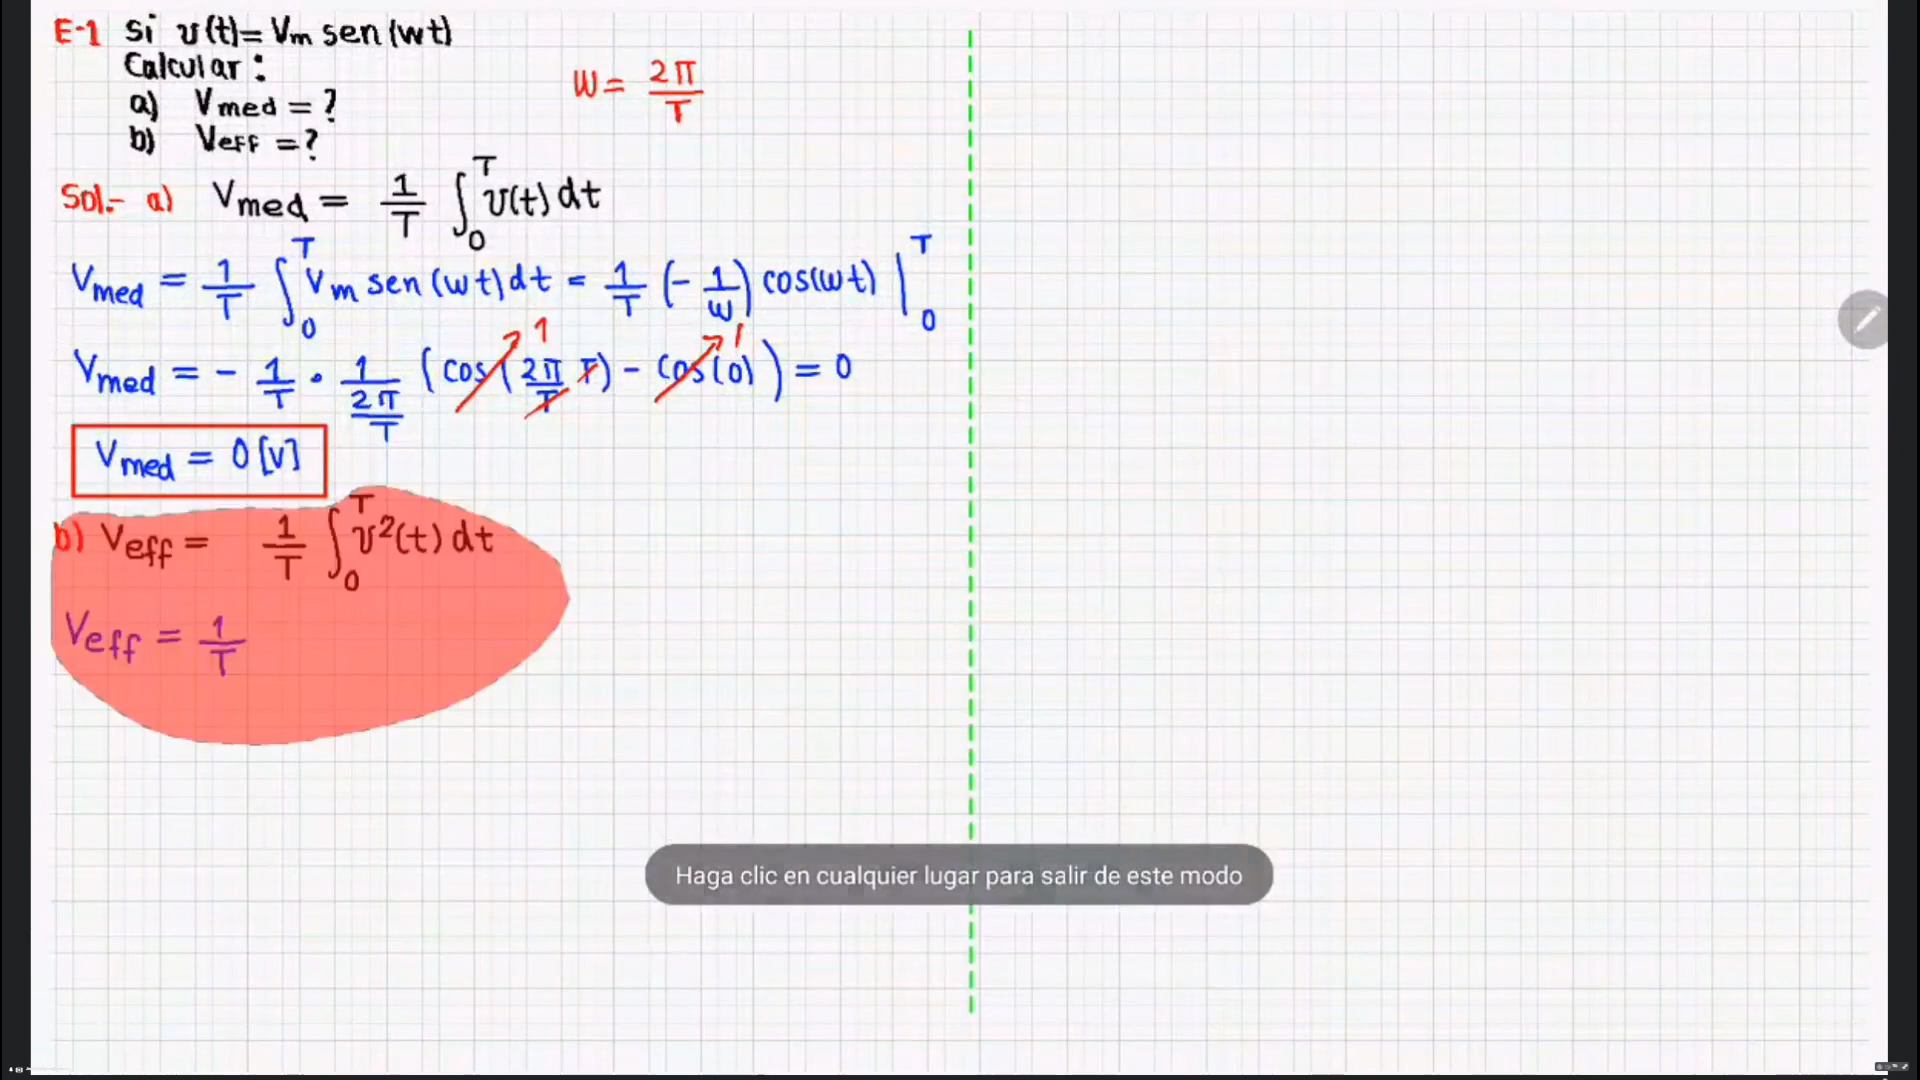 E-1 Si v(t)= Vm sen(wt)
Calcular:
a) Vmed = ?
b) Veff = ?
w = 2π/T
Sol.- a) Vmed = 1/T ∫₀ᵀ v(t) dt
Vmed = 1/T ∫₀ᵀ Vm sen(wt) dt = 1/T (- 1/w) cos(wt) |₀ᵀ
Vmed = - 1/T · 1/(2π/T) (cos(2π/T T) - cos(0)) = 0
1 1
Vmed = 0 [V]
b) Veff = 1/T ∫₀ᵀ v²(t) dt
Veff = 1/T
Haga clic en cualquier lugar para salir de este modo